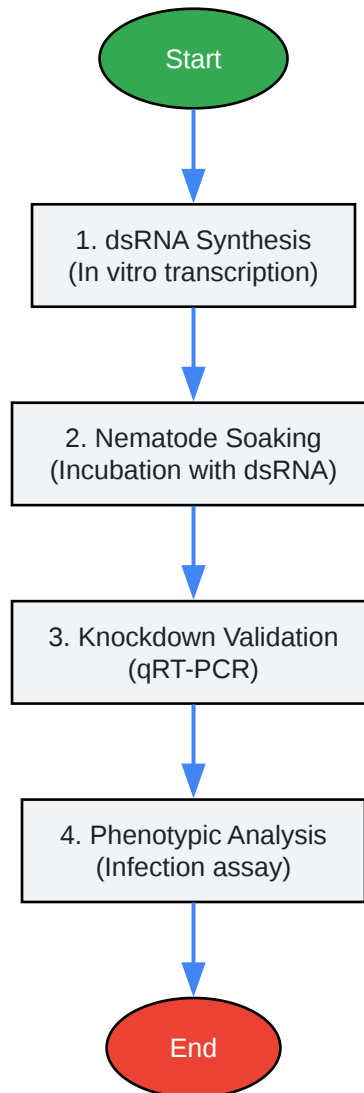 Start
1. dsRNA Synthesis
(In vitro transcription)
2. Nematode Soaking
(Incubation with dsRNA)
3. Knockdown Validation
(qRT-PCR)
4. Phenotypic Analysis
(Infection assay)
End